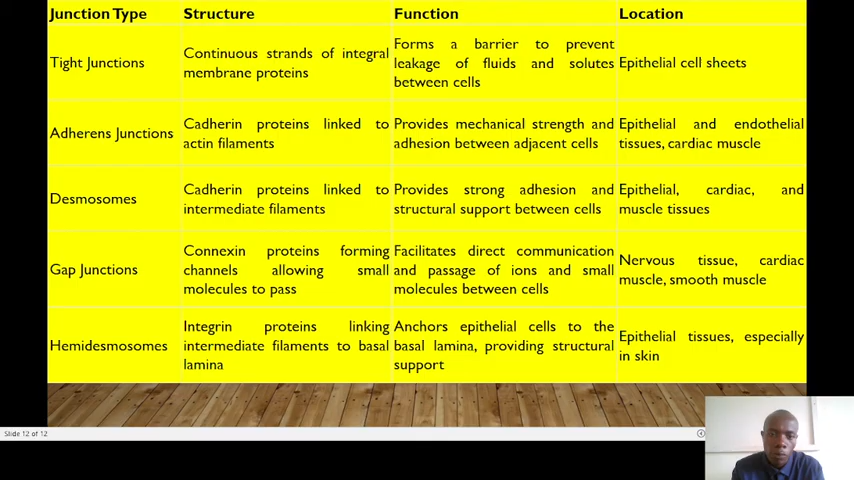 Junction Type Structure Function Location
Tight Junctions
Continuous strands of integral
membrane proteins
Forms a barrier to prevent
leakage of fluids and solutes
between cells
Epithelial cell sheets
Adherens Junctions
Cadherin proteins linked to
actin filaments
Provides mechanical strength and
adhesion between adjacent cells
Epithelial and endothelial
tissues, cardiac muscle
Desmosomes
Cadherin proteins linked to
intermediate filaments
Provides strong adhesion and
structural support between cells
Epithelial, cardiac, and
muscle tissues
Gap Junctions
Connexin proteins forming
channels allowing small
molecules to pass
Facilitates direct communication
and passage of ions and small
molecules between cells
Nervous tissue, cardiac
muscle, smooth muscle
Hemidesmosomes
Integrin proteins linking
intermediate filaments to basal
lamina
Anchors epithelial cells to the
basal lamina, providing structural
support
Epithelial tissues, especially
in skin
Slide 12 of 12